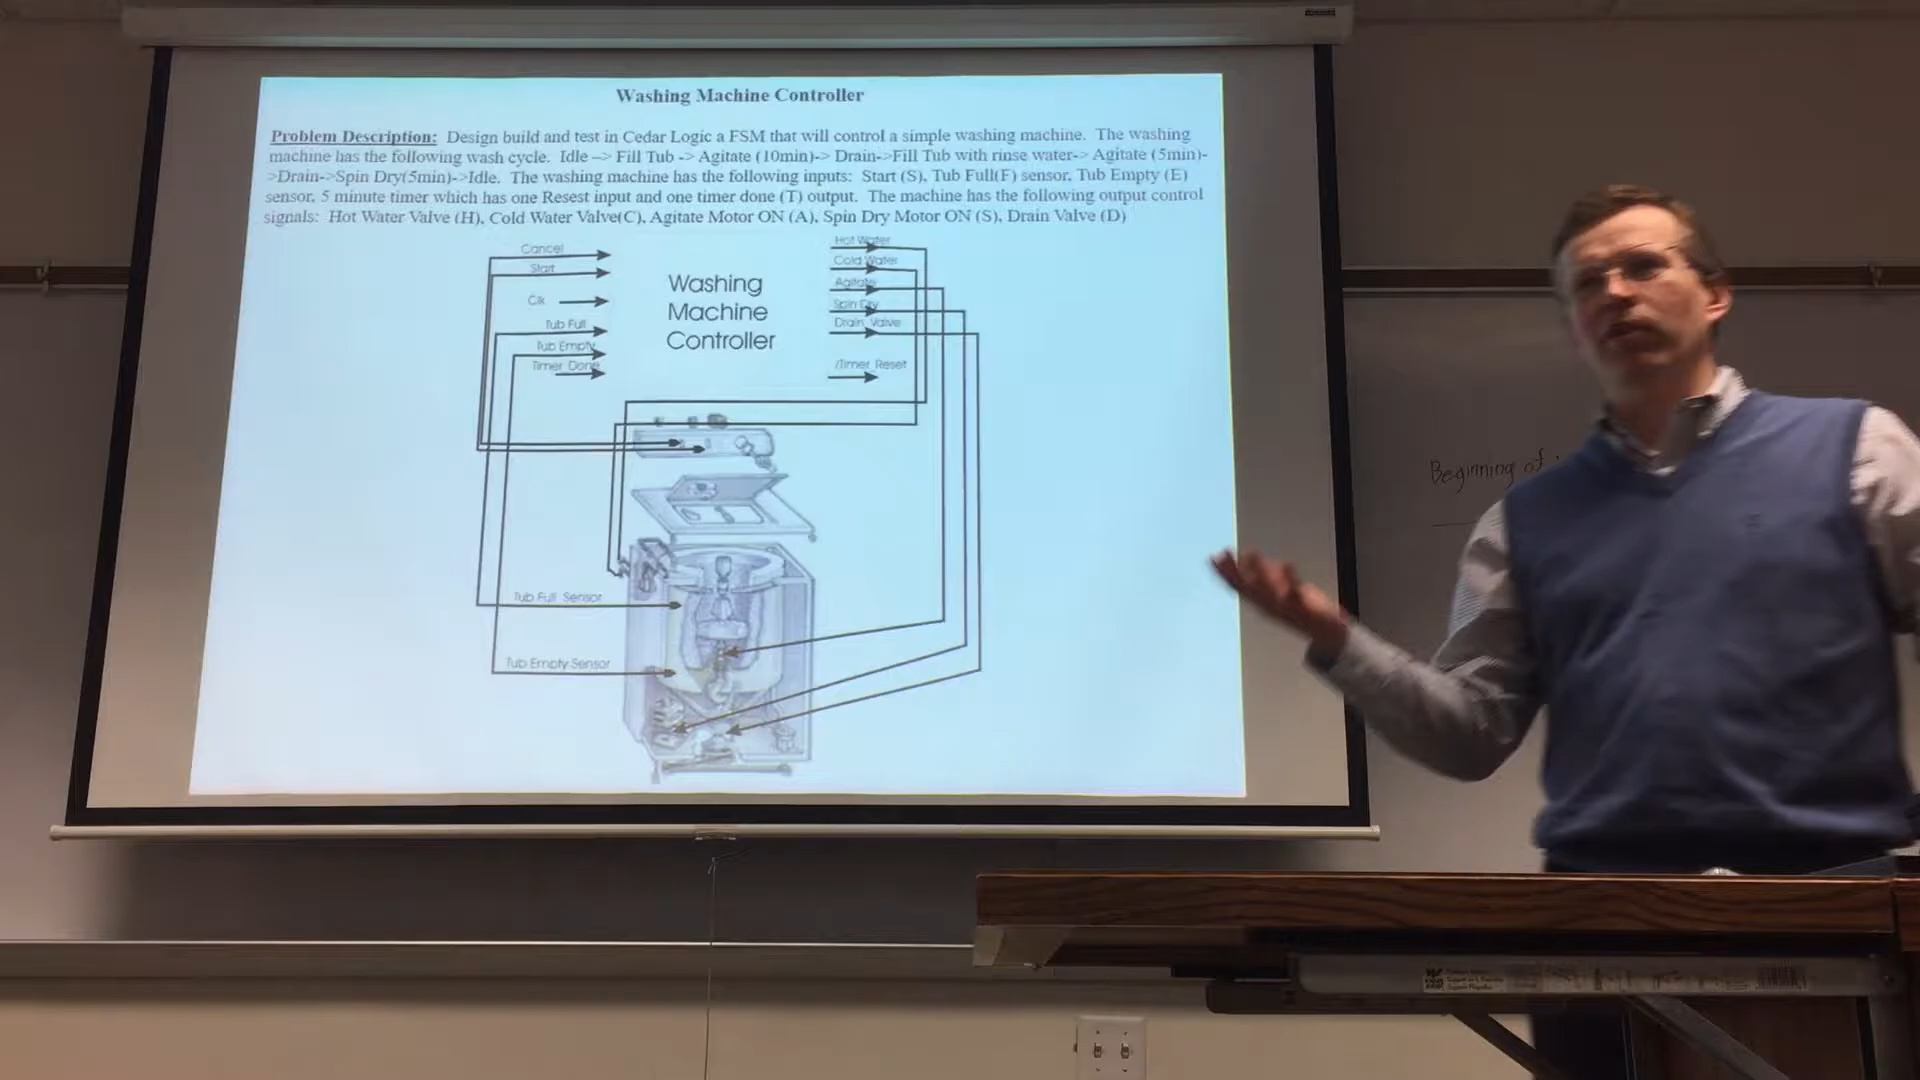 Washing Machine Controller
Problem Description: Design build and test in Cedar Logic a FSM that will control a simple washing machine. The washing
machine has the following wash cycle. Idle –> Fill Tub -> Agitate (10min)-> Drain->Fill Tub with rinse water-> Agitate (5min)-
>Drain->Spin Dry(5min)->Idle. The washing machine has the following inputs: Start (S), Tub Full(F) sensor, Tub Empty (E)
sensor, 5 minute timer which has one Resest input and one timer done (T) output. The machine has the following output control
signals: Hot Water Valve (H), Cold Water Valve(C), Agitate Motor ON (A), Spin Dry Motor ON (S), Drain Valve (D)
Cancel
Start
Clk
Tub Full
Tub Empty
Timer Done
Washing
Machine
Controller
Hot Water
Cold Water
Agitate
Spin Dry
Drain Valve
/Timer Reset
Tub Full Sensor
Tub Empty Sensor
Beginning of